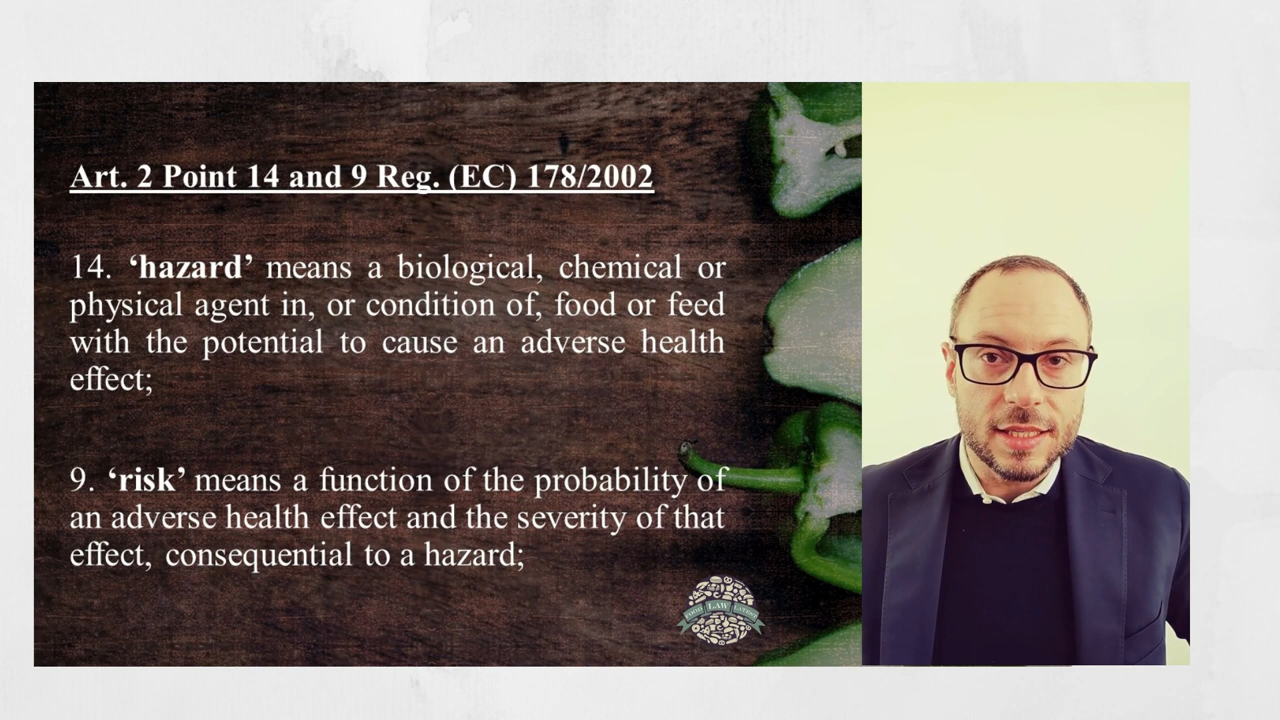 Art. 2 Point 14 and 9 Reg. (EC) 178/2002
14. ‘hazard’ means a biological, chemical or
physical agent in, or condition of, food or feed
with the potential to cause an adverse health
effect;
9. ‘risk’ means a function of the probability of
an adverse health effect and the severity of that
effect, consequential to a hazard;
FOOD LAW LATEST